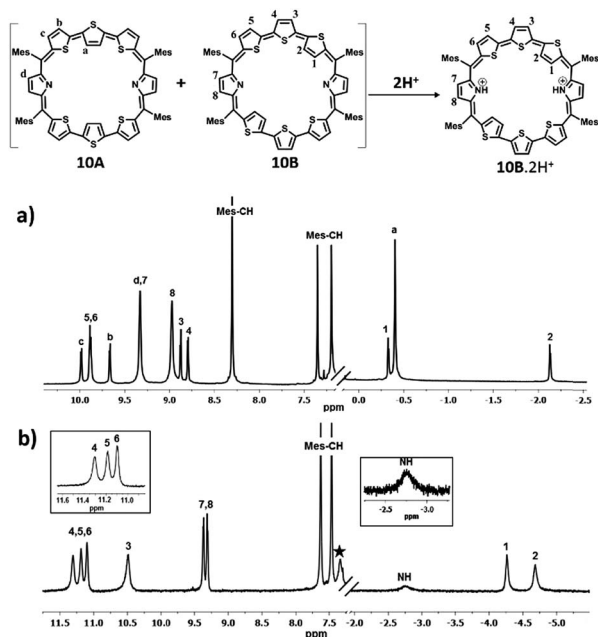 b
c
S S S
Mes Mes
a
d N N
Mes Mes
S S S
10A
+
4 3
5
6 S S S
Mes 2 Mes
1
7 N N
8
Mes Mes
S S S
10B
2H⁺
4 3
5
6 S S S
Mes 2 Mes
1
7 NH⊕ ⊕HN
8
Mes Mes
S S S
10B.2H⁺
a)
Mes-CH
Mes-CH
a
d,7
8
5,6
c
b
3
4
1
2
10.0 9.5 9.0 8.5 8.0 7.5 0.0 -0.5 -1.0 -1.5 -2.0 -2.5
ppm ppm
b)
4 5 6
11.6 11.4 11.2 11.0
ppm
Mes-CH
NH
-2.5 -3.0
ppm
4,5,6
3
7,8
★
NH
1
2
11.5 11.0 10.5 10.0 9.5 9.0 8.5 8.0 7.5 -2.0 -2.5 -3.0 -3.5 -4.0 -4.5 -5.0 -5.5
ppm ppm